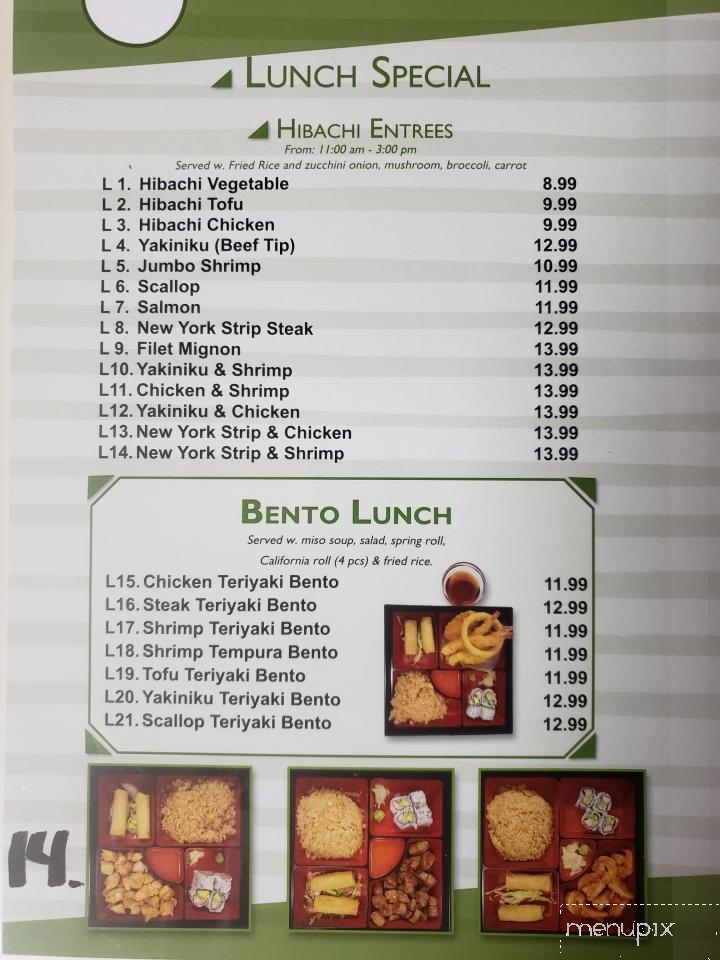 Lunch Special
Hibachi Entrees
From: 11:00 am - 3:00 pm
Served w. Fried Rice and zucchini onion, mushroom, broccoli, carrot
L 1. Hibachi Vegetable 8.99
L 2. Hibachi Tofu 9.99
L 3. Hibachi Chicken 9.99
L 4. Yakiniku (Beef Tip) 12.99
L 5. Jumbo Shrimp 10.99
L 6. Scallop 11.99
L 7. Salmon 11.99
L 8. New York Strip Steak 12.99
L 9. Filet Mignon 13.99
L10. Yakiniku & Shrimp 13.99
L11. Chicken & Shrimp 13.99
L12. Yakiniku & Chicken 13.99
L13. New York Strip & Chicken 13.99
L14. New York Strip & Shrimp 13.99
Bento Lunch
Served w. miso soup, salad, spring roll,
California roll (4 pcs) & fried rice.
L15. Chicken Teriyaki Bento 11.99
L16. Steak Teriyaki Bento 12.99
L17. Shrimp Teriyaki Bento 11.99
L18. Shrimp Tempura Bento 11.99
L19. Tofu Teriyaki Bento 11.99
L20. Yakiniku Teriyaki Bento 12.99
L21. Scallop Teriyaki Bento 12.99
14.
menupix